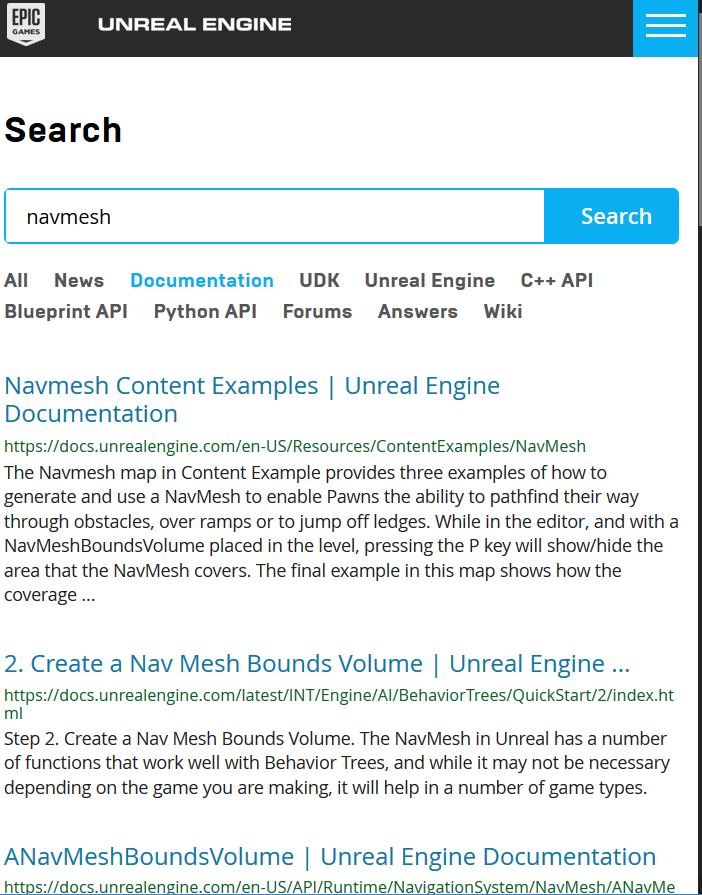 EPIC
GAMES
UNREAL ENGINE
Search
navmesh
Search
All News Documentation UDK Unreal Engine C++ API
Blueprint API Python API Forums Answers Wiki
Navmesh Content Examples | Unreal Engine
Documentation
https://docs.unrealengine.com/en-US/Resources/ContentExamples/NavMesh
The Navmesh map in Content Example provides three examples of how to
generate and use a NavMesh to enable Pawns the ability to pathfind their way
through obstacles, over ramps or to jump off ledges. While in the editor, and with a
NavMeshBoundsVolume placed in the level, pressing the P key will show/hide the
area that the NavMesh covers. The final example in this map shows how the
coverage ...
2. Create a Nav Mesh Bounds Volume | Unreal Engine ...
https://docs.unrealengine.com/latest/INT/Engine/AI/BehaviorTrees/QuickStart/2/index.ht
ml
Step 2. Create a Nav Mesh Bounds Volume. The NavMesh in Unreal has a number
of functions that work well with Behavior Trees, and while it may not be necessary
depending on the game you are making, it will help in a number of game types.
ANavMeshBoundsVolume | Unreal Engine Documentation
https://docs.unrealengine.com/en-US/API/Runtime/NavigationSystem/NavMesh/ANavMe